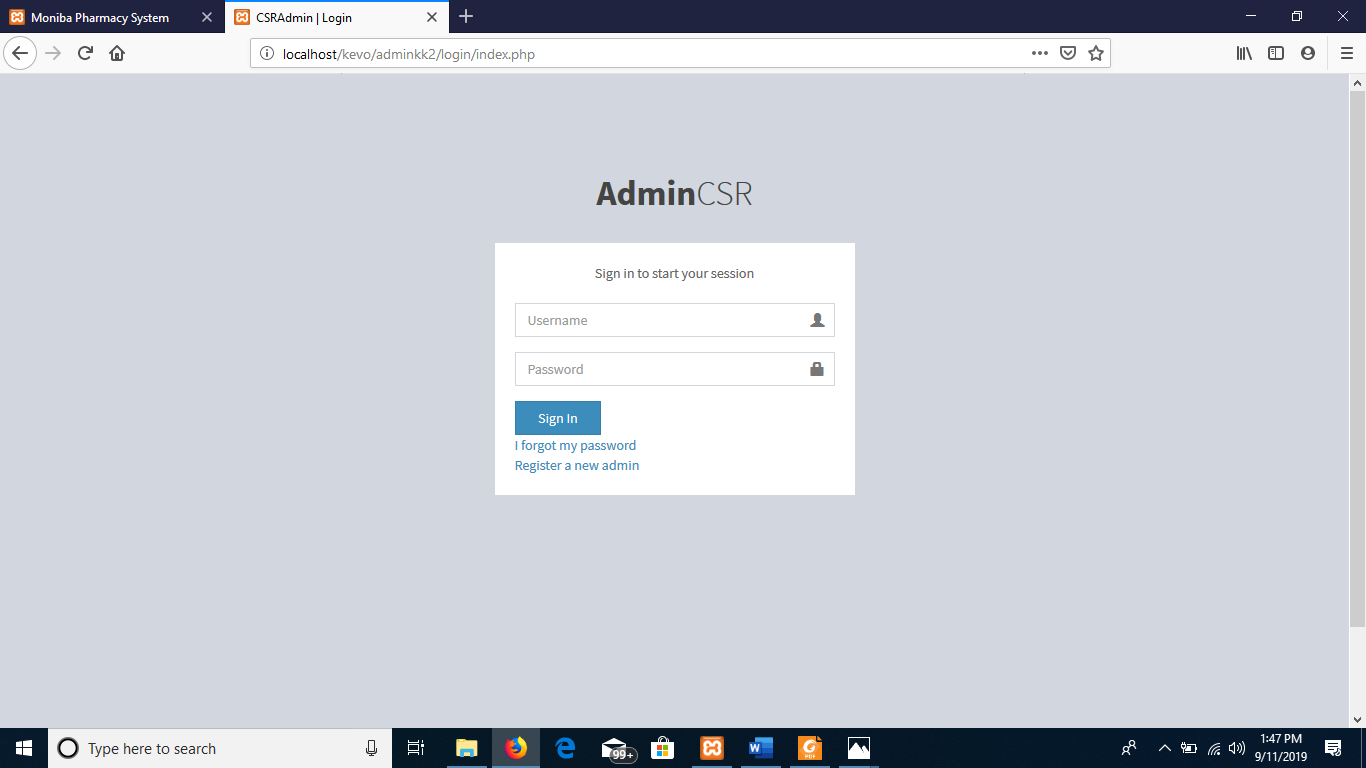 Moniba Pharmacy System
CSRAdmin | Login
localhost/kevo/adminkk2/login/index.php
AdminCSR
Sign in to start your session
Username
Password
Sign In
I forgot my password
Register a new admin
Type here to search
99+
W
PDF
1:47 PM
9/11/2019